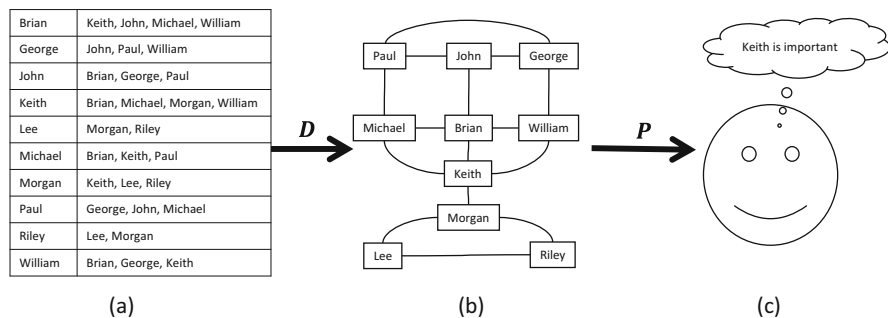 Brian Keith, John, Michael, William
George John, Paul, William
John Brian, George, Paul
Keith Brian, Michael, Morgan, William
Lee Morgan, Riley
Michael Brian, Keith, Paul
Morgan Keith, Lee, Riley
Paul George, John, Michael
Riley Lee, Morgan
William Brian, George, Keith
(a)
D
Paul John George
Michael Brian William
Keith
Morgan
Lee Riley
(b)
P
Keith is important
(c)